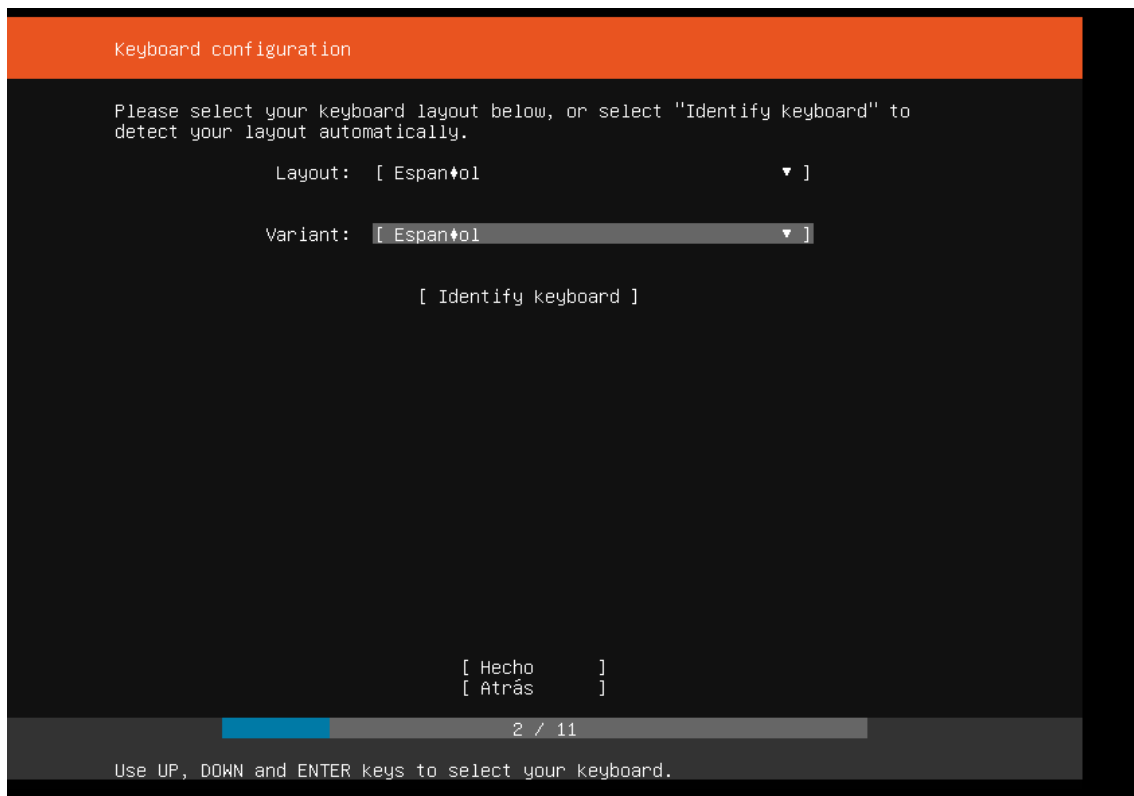 Keyboard configuration
Please select your keyboard layout below, or select "Identify keyboard" to
detect your layout automatically.
Layout: [ Espan♦ol ▼ ]
Variant: [ Espan♦ol ▼ ]
[ Identify keyboard ]
[ Hecho ]
[ Atrás ]
2 / 11
Use UP, DOWN and ENTER keys to select your keyboard.